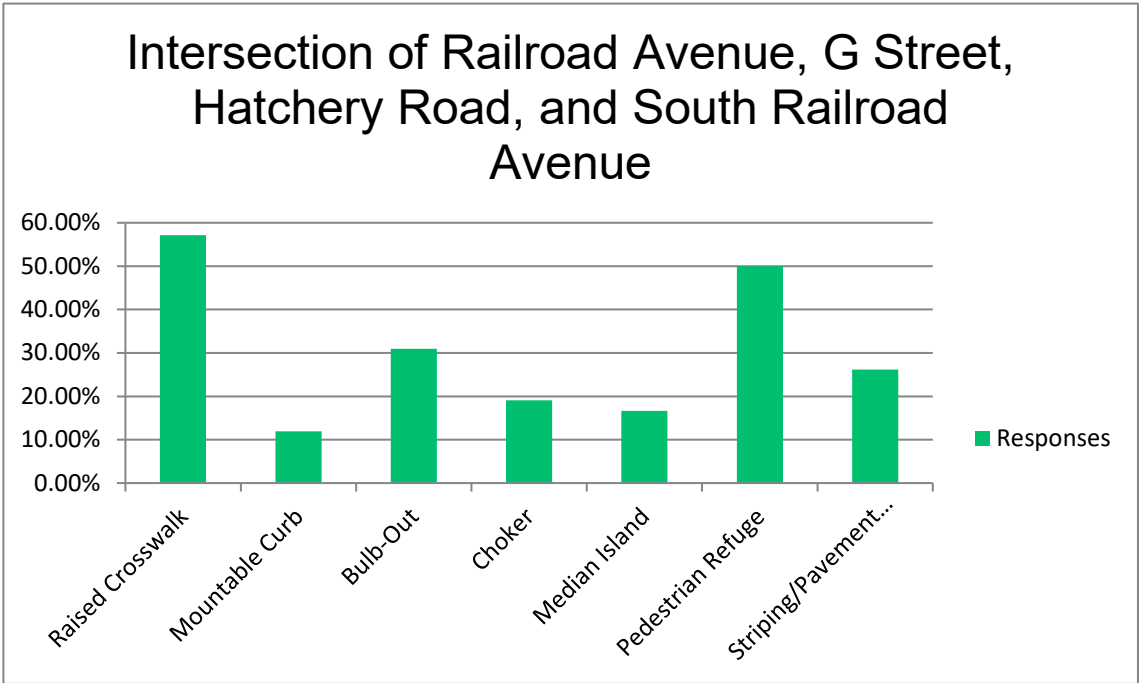 Intersection of Railroad Avenue, G Street,
Hatchery Road, and South Railroad
Avenue
60.00%
50.00%
40.00%
30.00%
20.00%
10.00%
0.00%
Responses
Raised Crosswalk
Mountable Curb
Bulb-Out
Choker
Median Island
Pedestrian Refuge
Striping/Pavement...